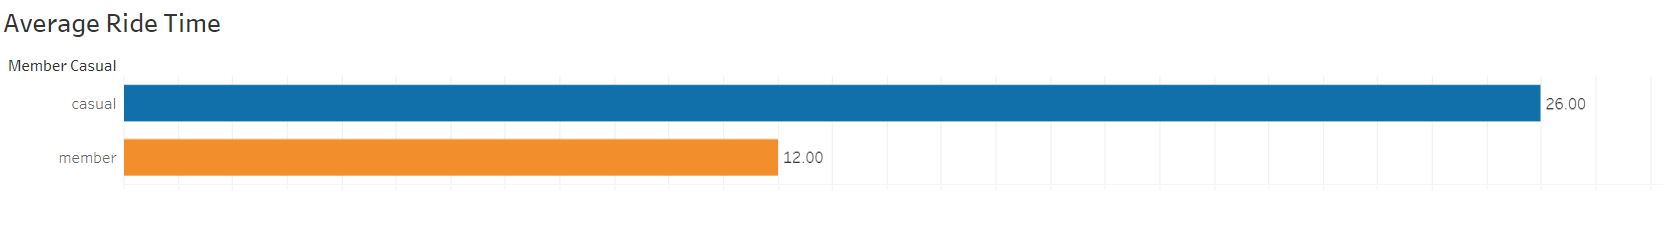 Average Ride Time
Member Casual
casual 26.00
member 12.00